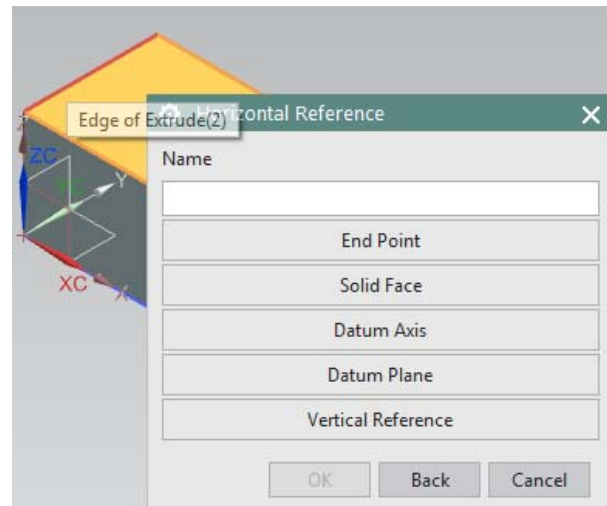 Edge of Extrude(2)
Horizontal Reference
Name
End Point
Solid Face
Datum Axis
Datum Plane
Vertical Reference
OK
Back
Cancel
Z
ZC
YC
Y
XC
X